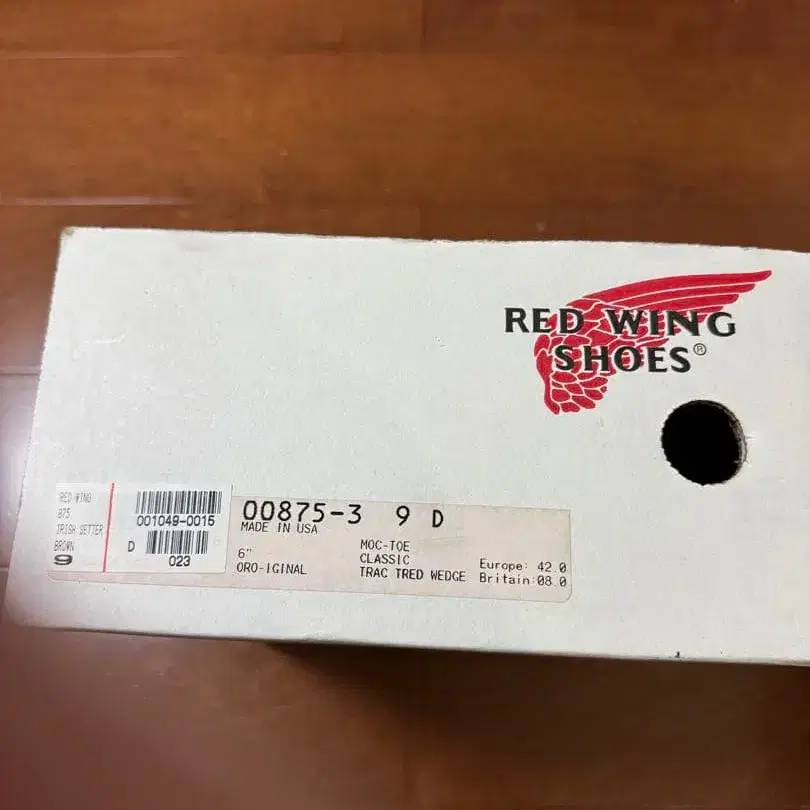 RED WING
SHOES®
RED WING
875
IRISH SETTER
BROWN
9
001049-0015
D
023
00875-3 9 D
MADE IN USA
6"
ORO-IGINAL
MOC-TOE
CLASSIC
TRAC TRED WEDGE
Europe: 42.0
Britain:08.0